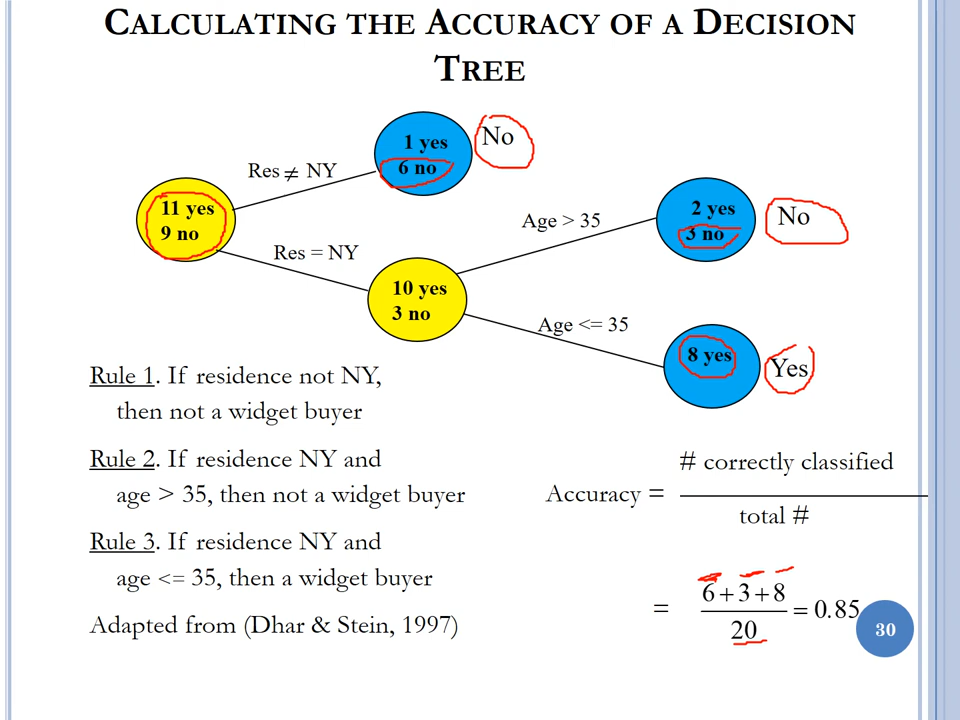 CALCULATING THE ACCURACY OF A DECISION
TREE
1 yes
6 no
No
Res ≠ NY
11 yes
9 no
2 yes
3 no
No
Age > 35
Res = NY
10 yes
3 no
Age <= 35
8 yes
Yes
Rule 1. If residence not NY,
then not a widget buyer
Rule 2. If residence NY and
age > 35, then not a widget buyer
Rule 3. If residence NY and
age <= 35, then a widget buyer
Adapted from (Dhar & Stein, 1997)
# correctly classified
Accuracy =
total #
6 + 3 + 8
= 
20
= 0.85
30